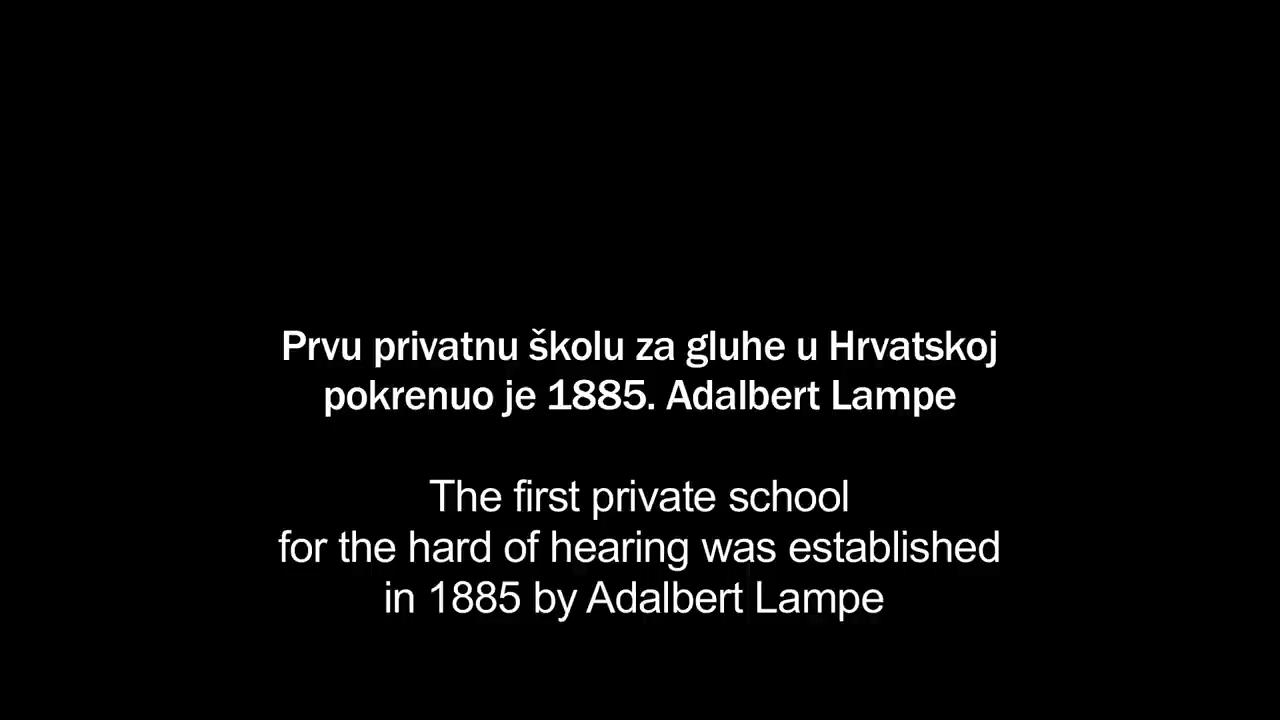 Prvu privatnu školu za gluhe u Hrvatskoj
pokrenuo je 1885. Adalbert Lampe
The first private school
for the hard of hearing was established
in 1885 by Adalbert Lampe